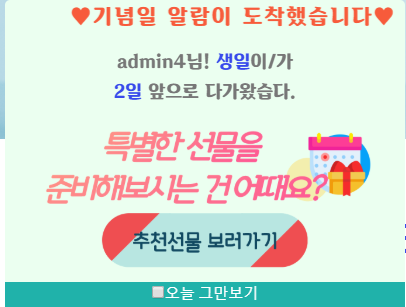 ♥기념일 알람이 도착했습니다♥
admin4님! 생일이/가
2일 앞으로 다가왔습다.
특별한 선물을
준비해보시는 건 어때요?
추천선물 보러가기
오늘 그만보기